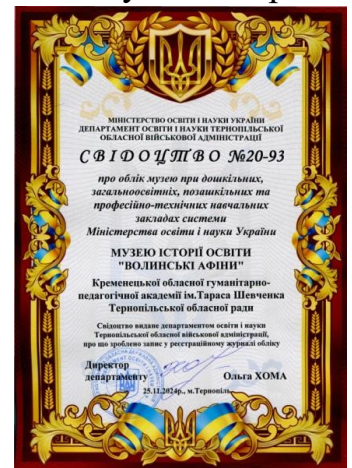 МІНІСТЕРСТВО ОСВІТИ І НАУКИ УКРАЇНИ
ДЕПАРТАМЕНТ ОСВІТИ І НАУКИ ТЕРНОПІЛЬСЬКОЇ
ОБЛАСНОЇ ВІЙСЬКОВОЇ АДМІНІСТРАЦІЇ
СВІДОЦТВО №20-93
про облік музею при дошкільних,
загальноосвітніх, позашкільних та
професійно-технічних навчальних
закладах системи
Міністерства освіти і науки України
МУЗЕЮ ІСТОРІЇ ОСВІТИ
"ВОЛИНСЬКІ АФІНИ"
Кременецької обласної гуманітарно-
педагогічної академії ім.Тараса Шевченка
Тернопільської обласної ради
Свідоцтво видане департаментом освіти і науки
Тернопільської обласної військової адміністрації,
про що зроблено запис у реєстраційному журналі обліку
Директор
департаменту Ольга ХОМА
25.11.2024р., м.Тернопіль